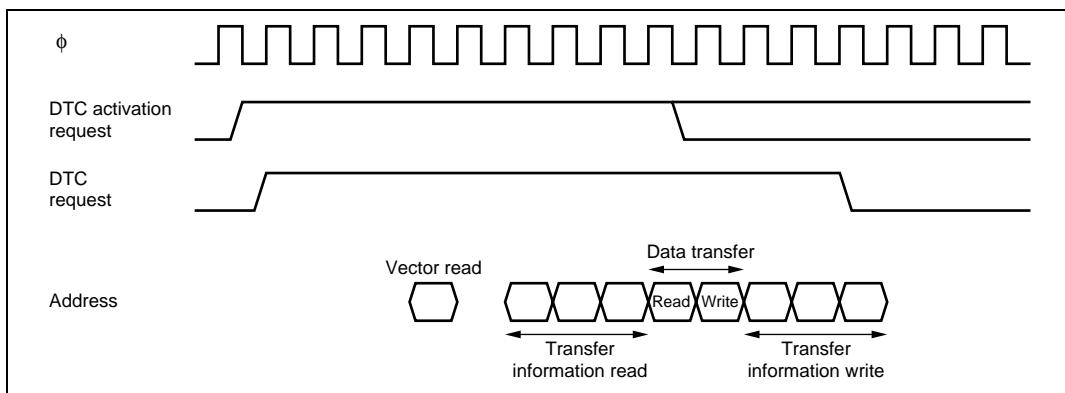 φ
DTC activation
request
DTC
request
Data transfer
Vector read
Address
Read Write
Transfer
information read
Transfer
information write